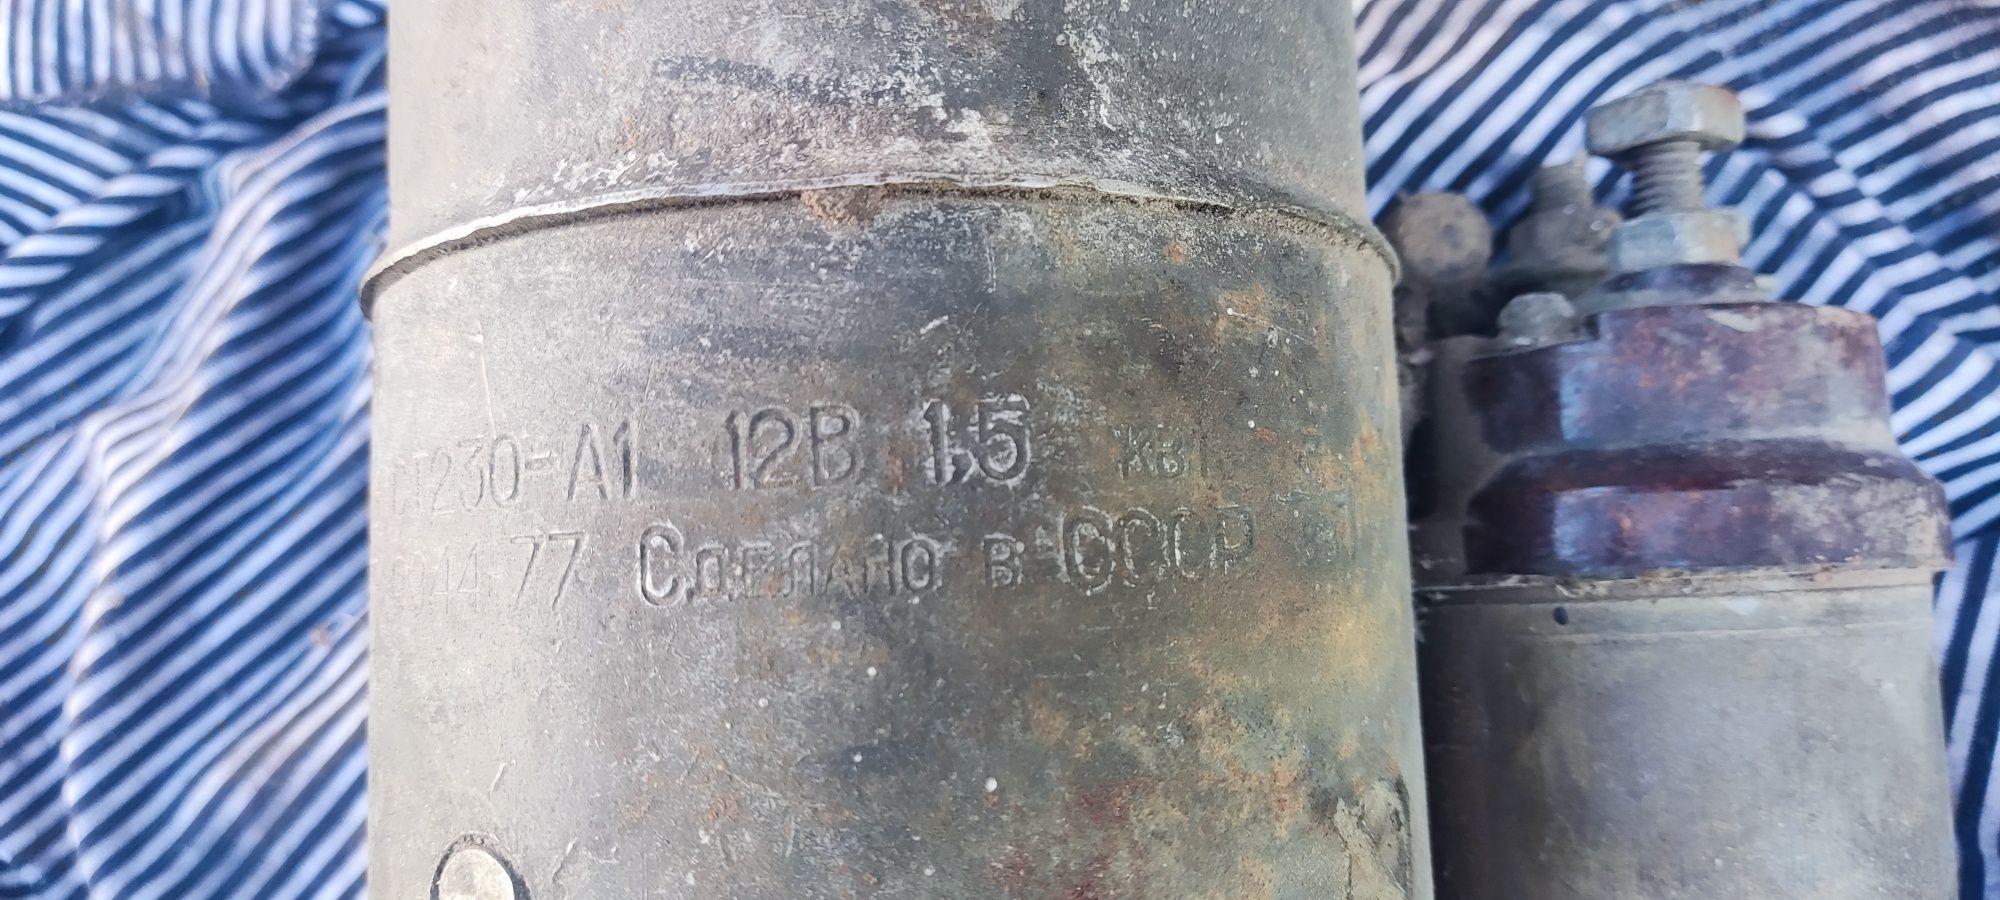 СТ230-А1 12В 1,5 кВт
77 Сделано в СССР